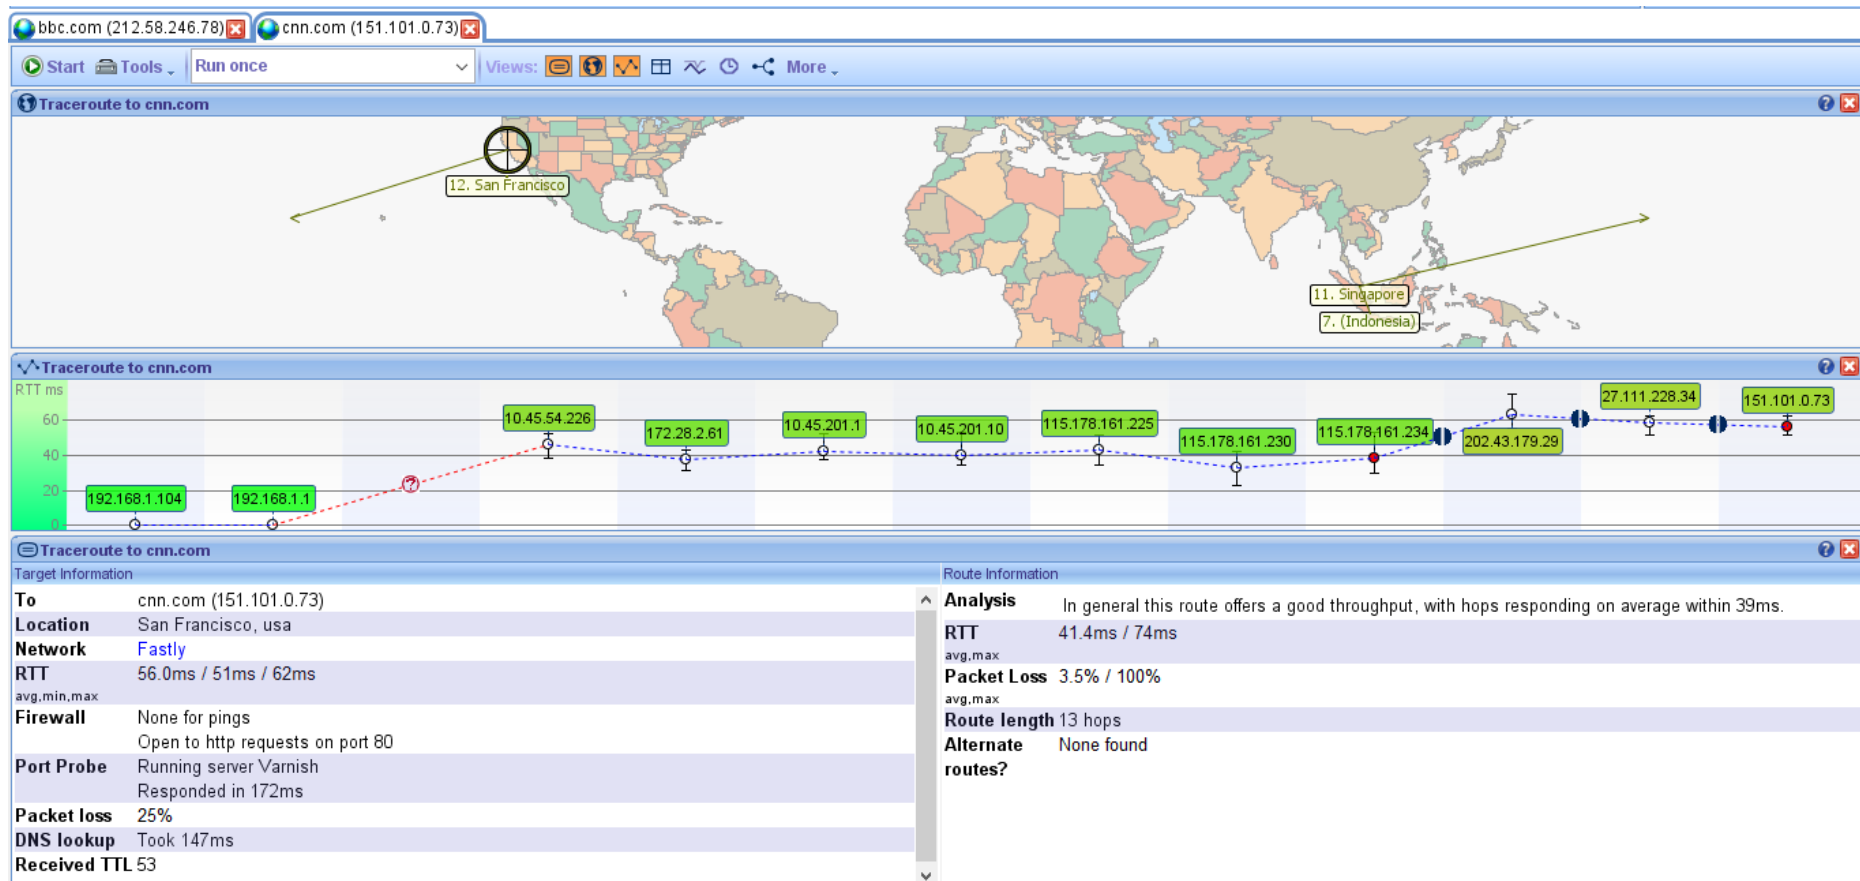 bbc.com (212.58.246.78) cnn.com (151.101.0.73)
Start Tools Run once Views: More
Traceroute to cnn.com
12. San Francisco
11. Singapore
7. (Indonesia)
Traceroute to cnn.com
RTT ms
60
40
20
0
192.168.1.104
192.168.1.1
?
10.45.54.226
172.28.2.61
10.45.201.1
10.45.201.10
115.178.161.225
115.178.161.230
115.178.161.234
202.43.179.29
27.111.228.34
151.101.0.73
Traceroute to cnn.com
Target Information
To cnn.com (151.101.0.73)
Location San Francisco, usa
Network Fastly
RTT 56.0ms / 51ms / 62ms
avg,min,max
Firewall None for pings
Open to http requests on port 80
Port Probe Running server Varnish
Responded in 172ms
Packet loss 25%
DNS lookup Took 147ms
Received TTL 53
Route Information
Analysis In general this route offers a good throughput, with hops responding on average within 39ms.
RTT 41.4ms / 74ms
avg,max
Packet Loss 3.5% / 100%
avg,max
Route length 13 hops
Alternate None found
routes?